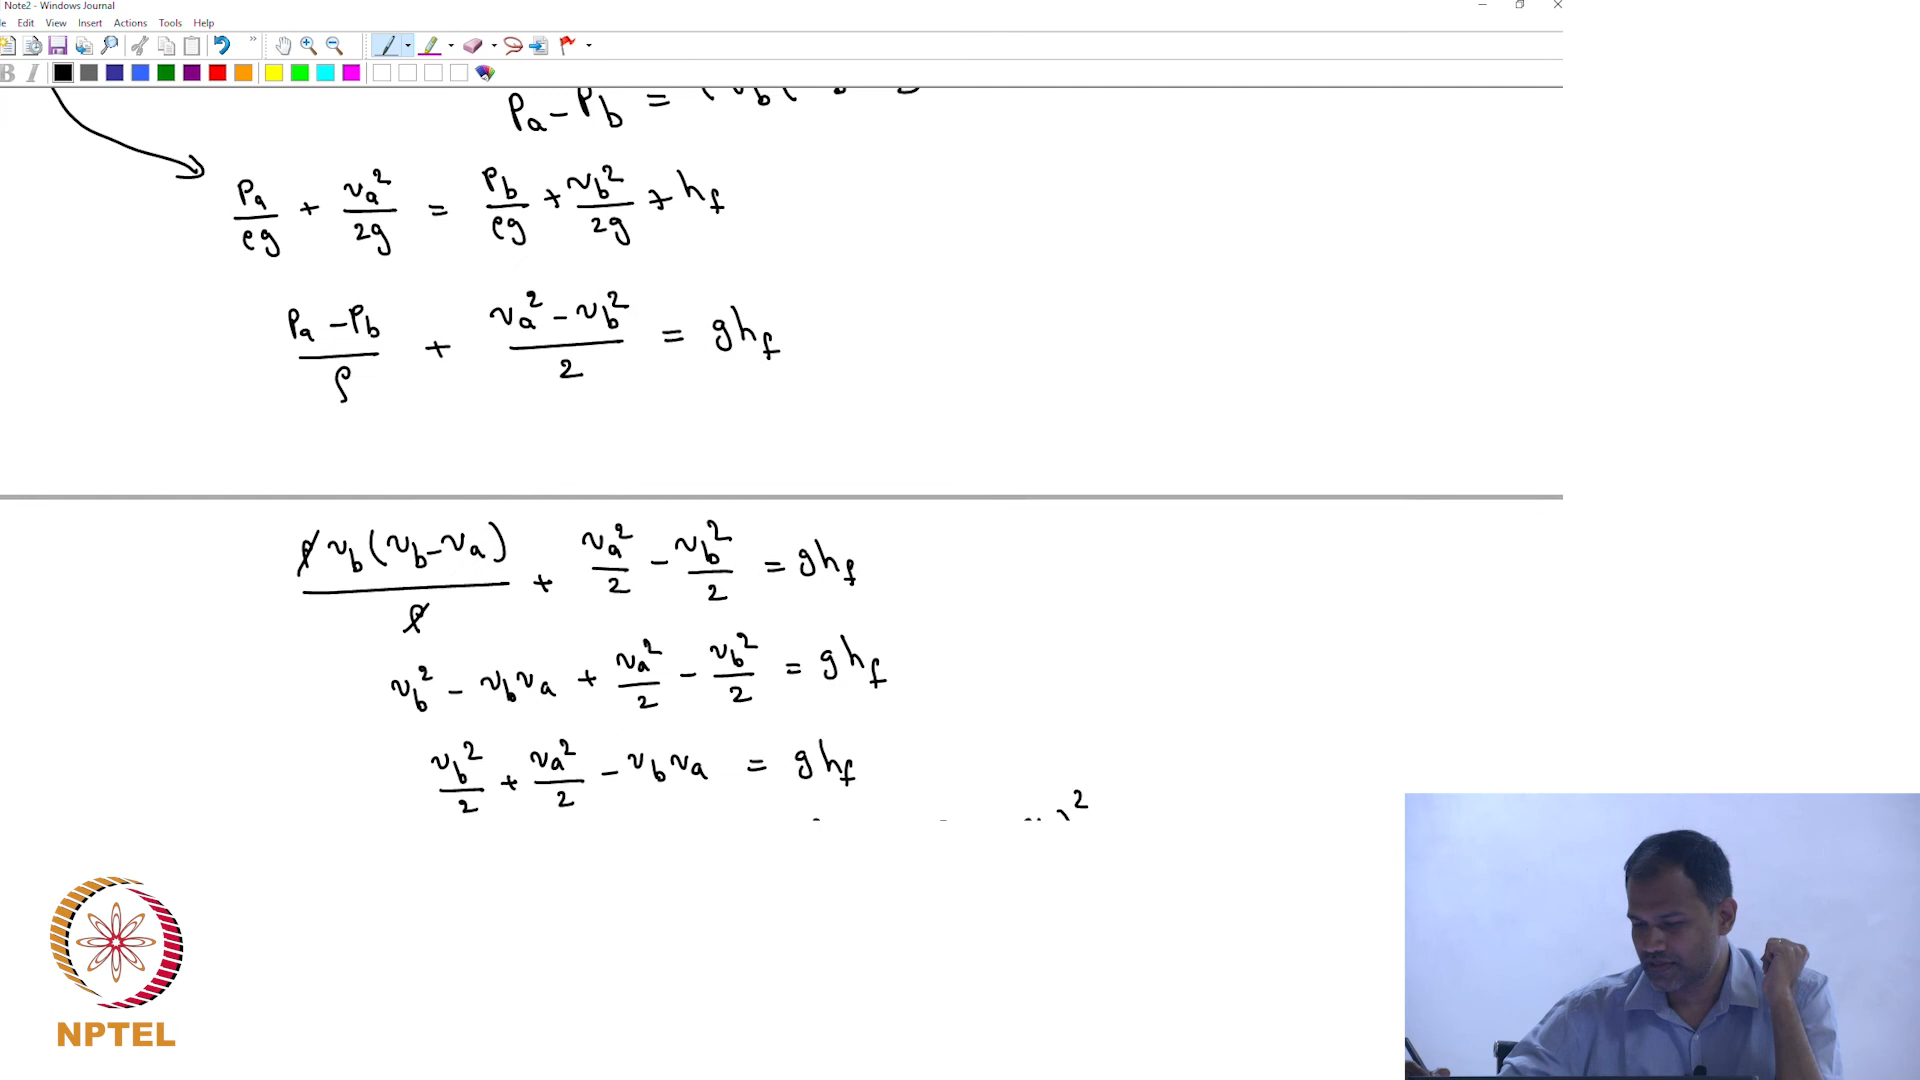 Note2 - Windows Journal
Edit View Insert Actions Tools Help
B I
Pa - Pb =
Pa/ρg + va²/2g = Pb/ρg + vb²/2g + hf
(Pa - Pb)/ρ + (va² - vb²)/2 = ghf
ρvb(vb - va)/ρ + va²/2 - vb²/2 = ghf
vb² - vbva + va²/2 - vb²/2 = ghf
vb²/2 + va²/2 - vbva = ghf
NPTEL